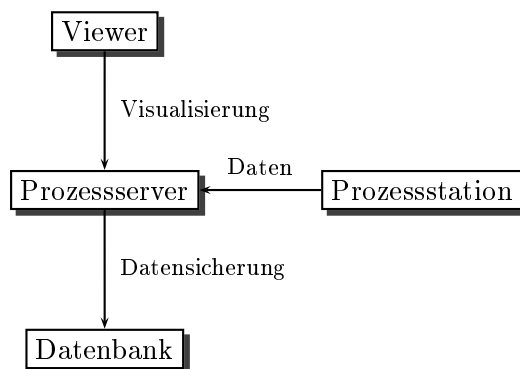 Viewer
Visualisierung
Daten
Prozessserver
Prozessstation
Datensicherung
Datenbank